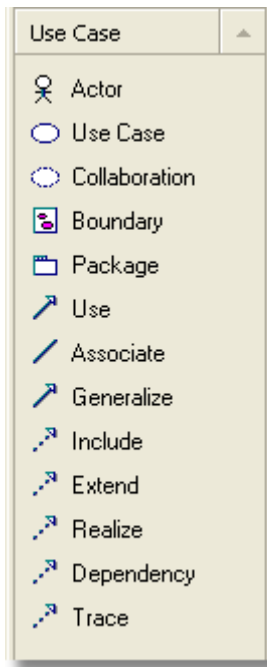 Use Case
Actor
Use Case
Collaboration
Boundary
Package
Use
Associate
Generalize
Include
Extend
Realize
Dependency
Trace